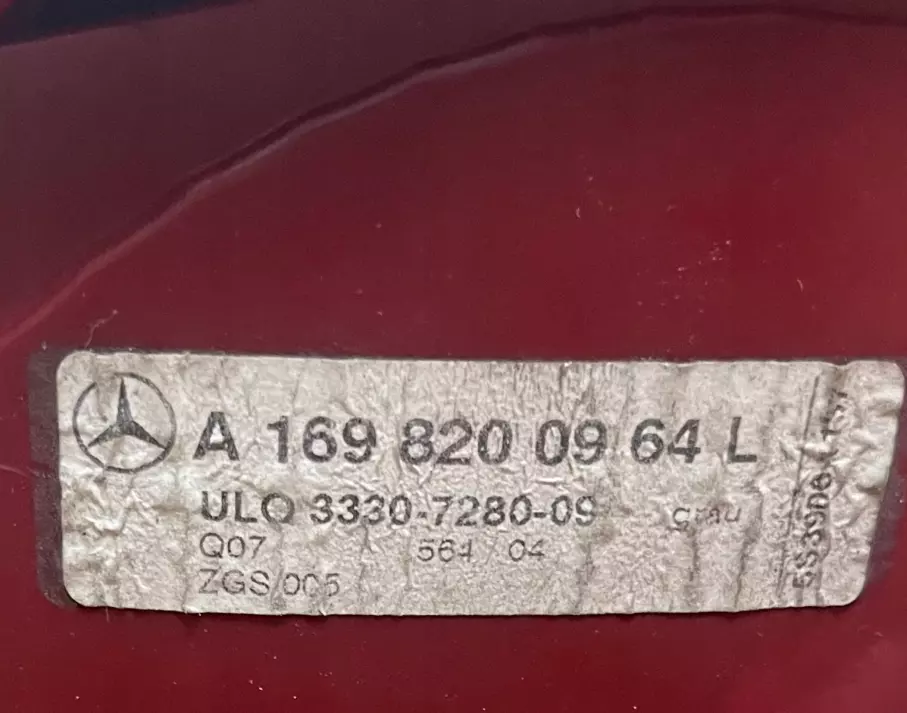 A 169 820 09 64 L
ULO 3330-7280-09 grau
Q07 564 / 04
ZGS/005